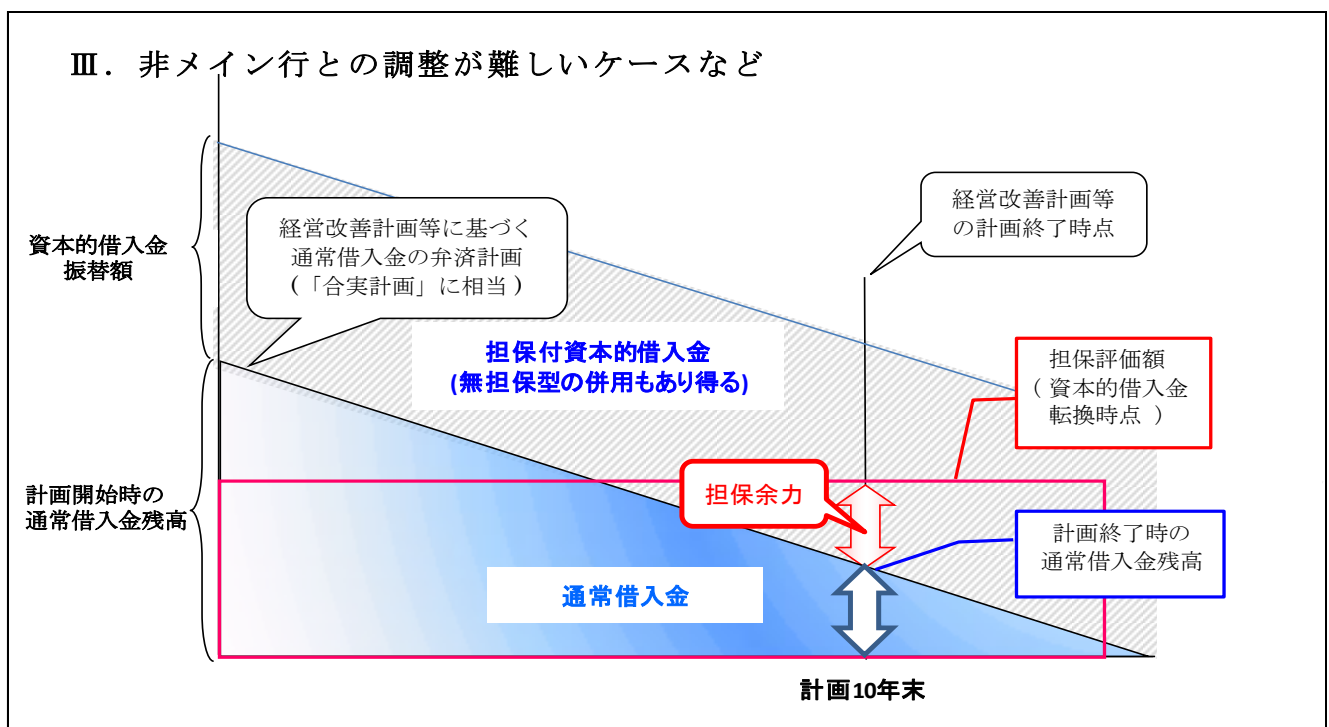 Ⅲ．非メイン行との調整が難しいケースなど
経営改善計画等
の計画終了時点
経営改善計画等に基づく
通常借入金の弁済計画
(「合実計画」に相当)
資本的借入金
振替額
担保付資本的借入金
(無担保型の併用もあり得る)
担保評価額
(資本的借入金
転換時点)
担保余力
計画開始時の
通常借入金残高
計画終了時の
通常借入金残高
通常借入金
計画10年末